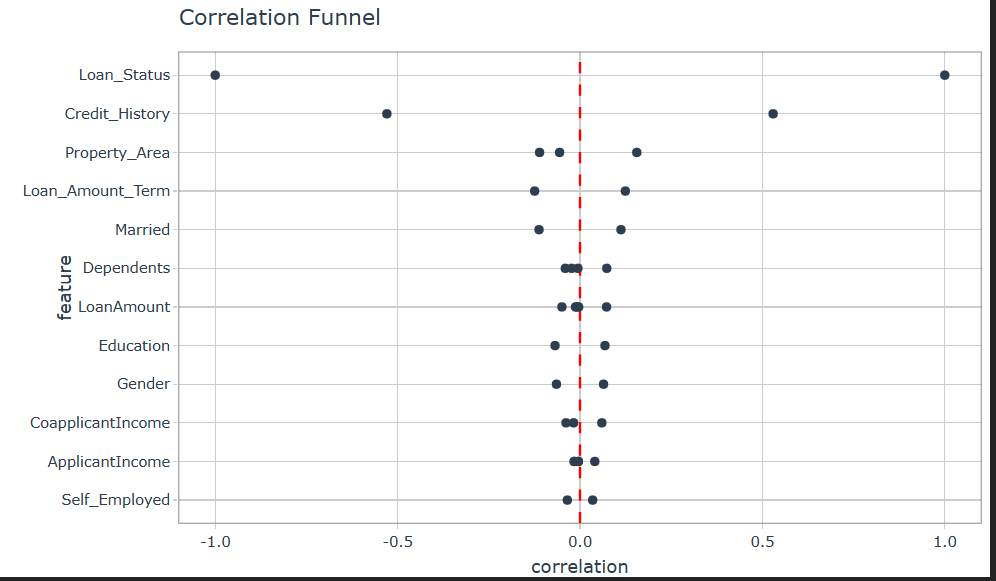 Correlation Funnel
Loan_Status
Credit_History
Property_Area
Loan_Amount_Term
Married
Dependents
LoanAmount
Education
Gender
CoapplicantIncome
ApplicantIncome
Self_Employed
feature
-1.0 -0.5 0.0 0.5 1.0
correlation